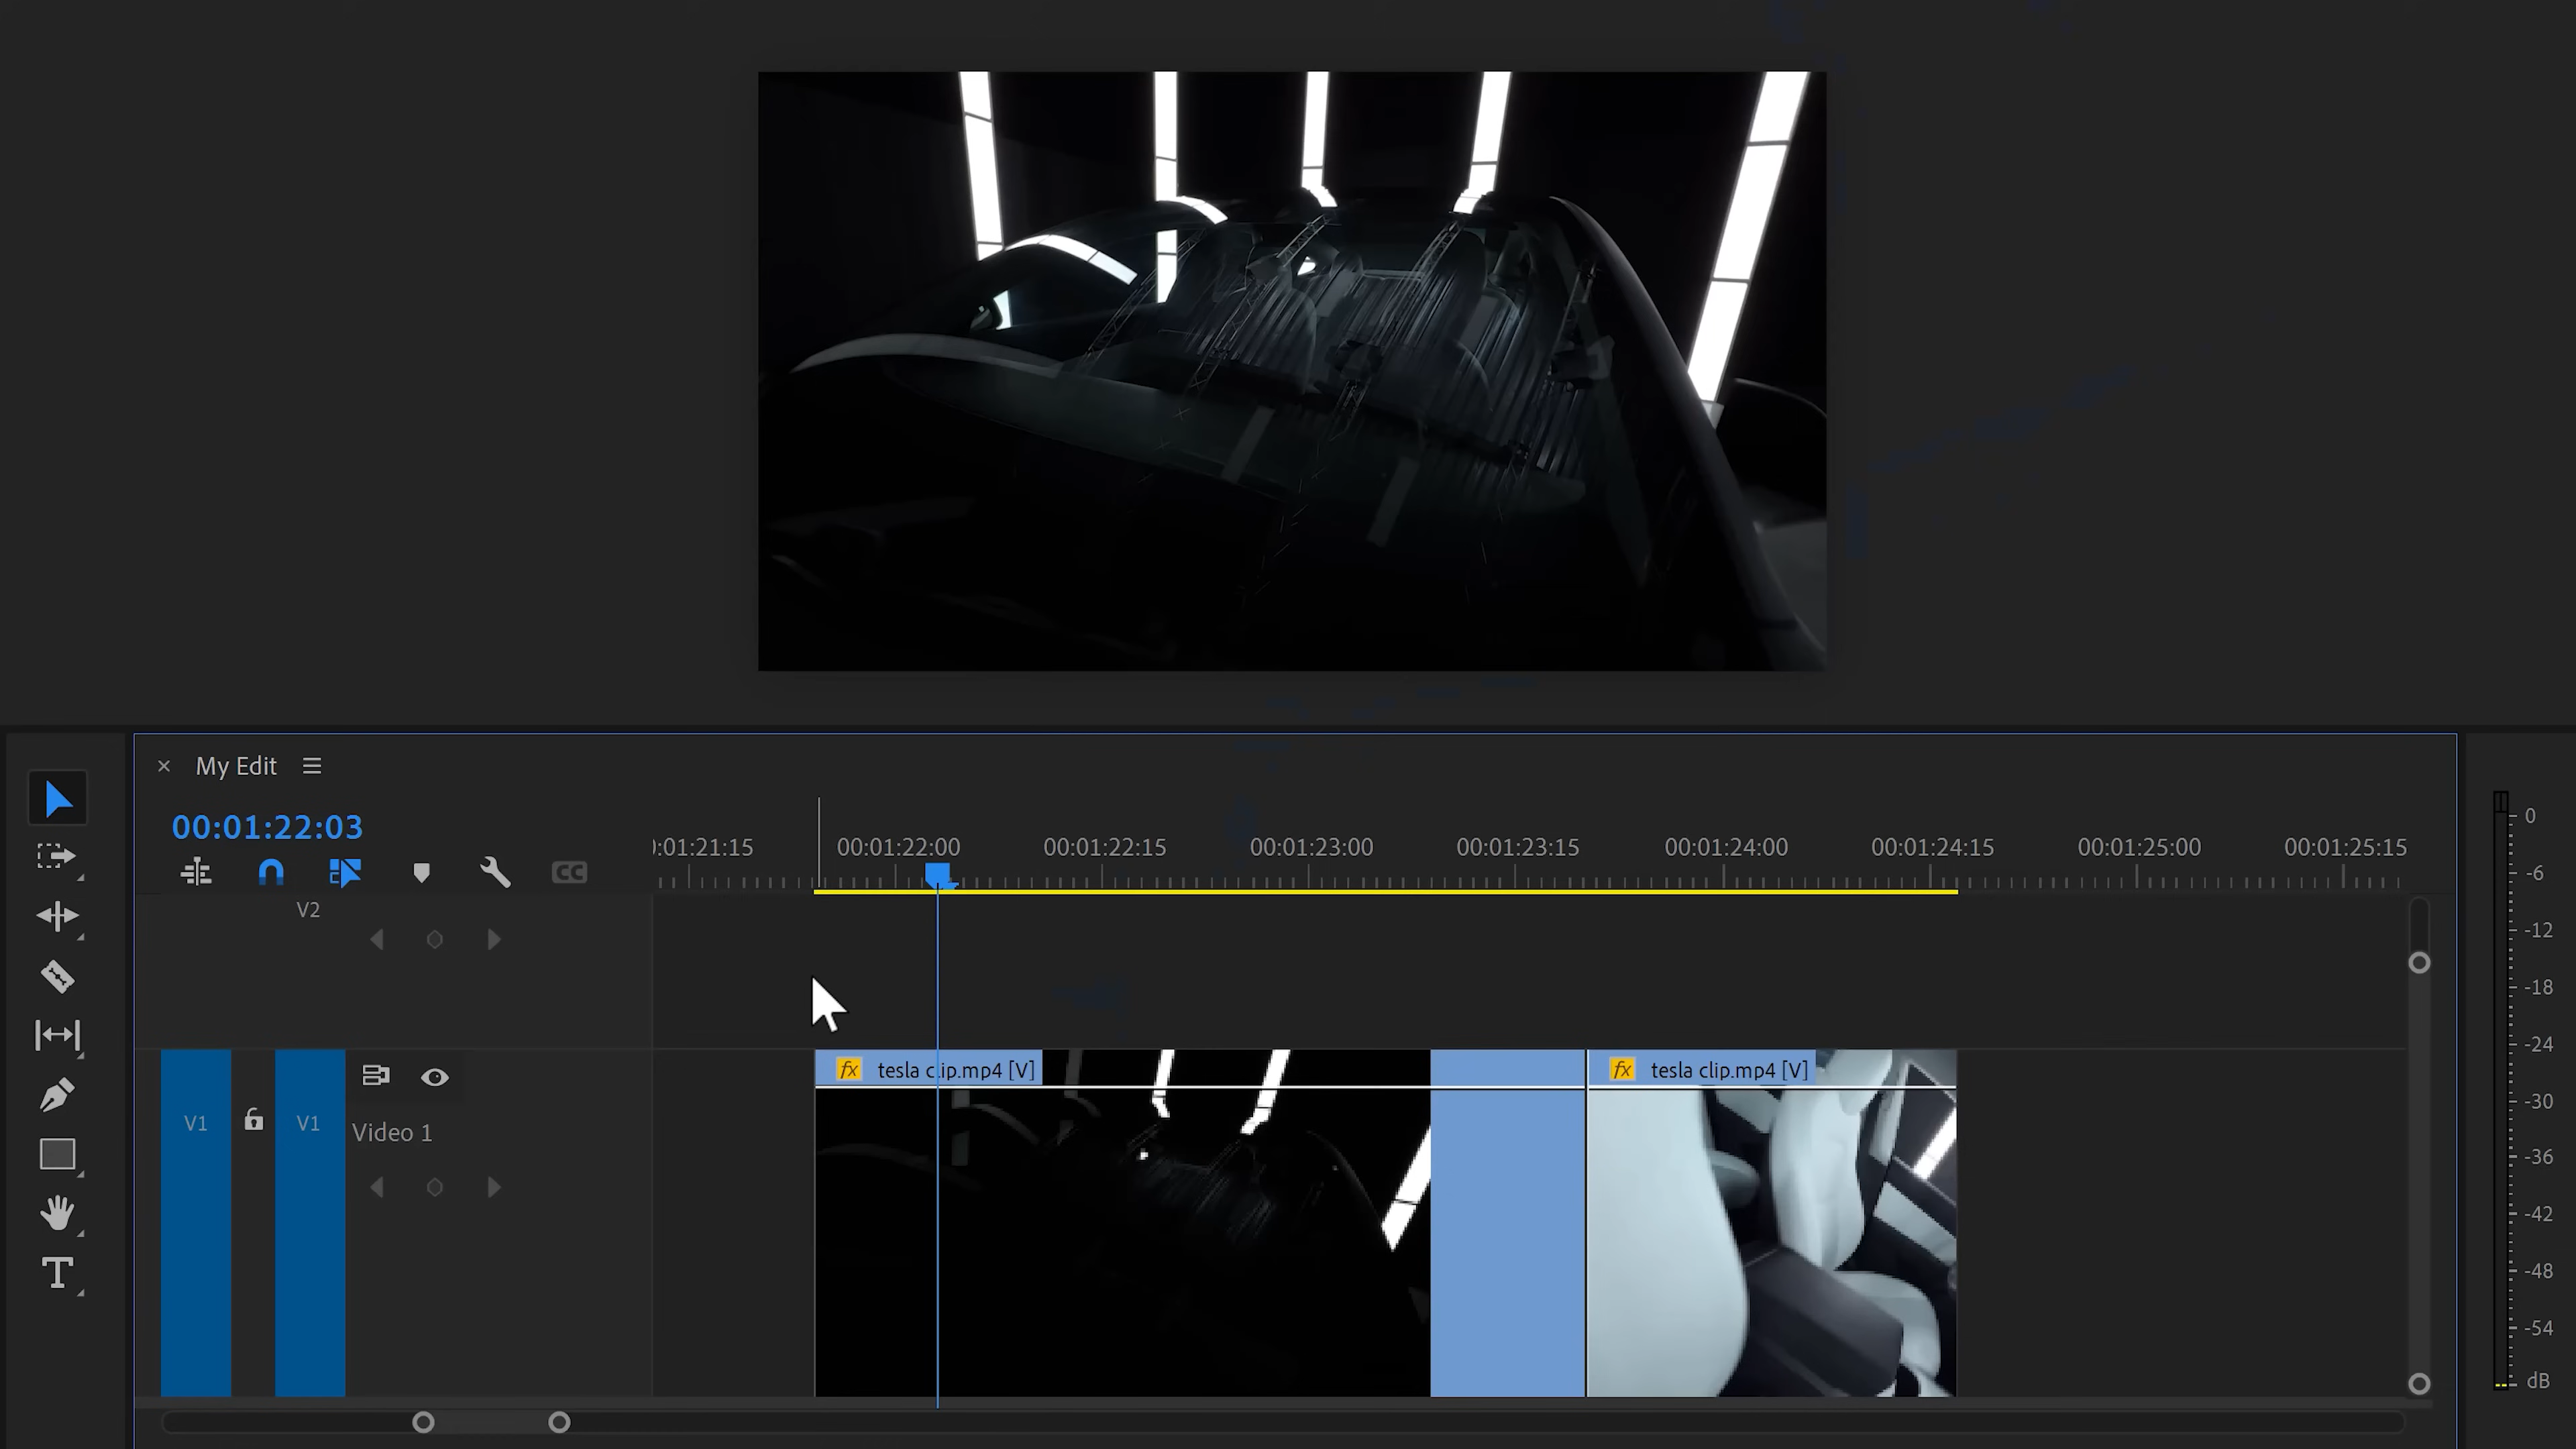 × My Edit
00:01:22:03
:01:21:15 00:01:22:00 00:01:22:15 00:01:23:00 00:01:23:15 00:01:24:00 00:01:24:15 00:01:25:00 00:01:25:15
CC
V2
fx tesla clip.mp4 [V] fx tesla clip.mp4 [V]
V1 V1 Video 1
T
0
-6
-12
-18
-24
-30
-36
-42
-48
-54
dB